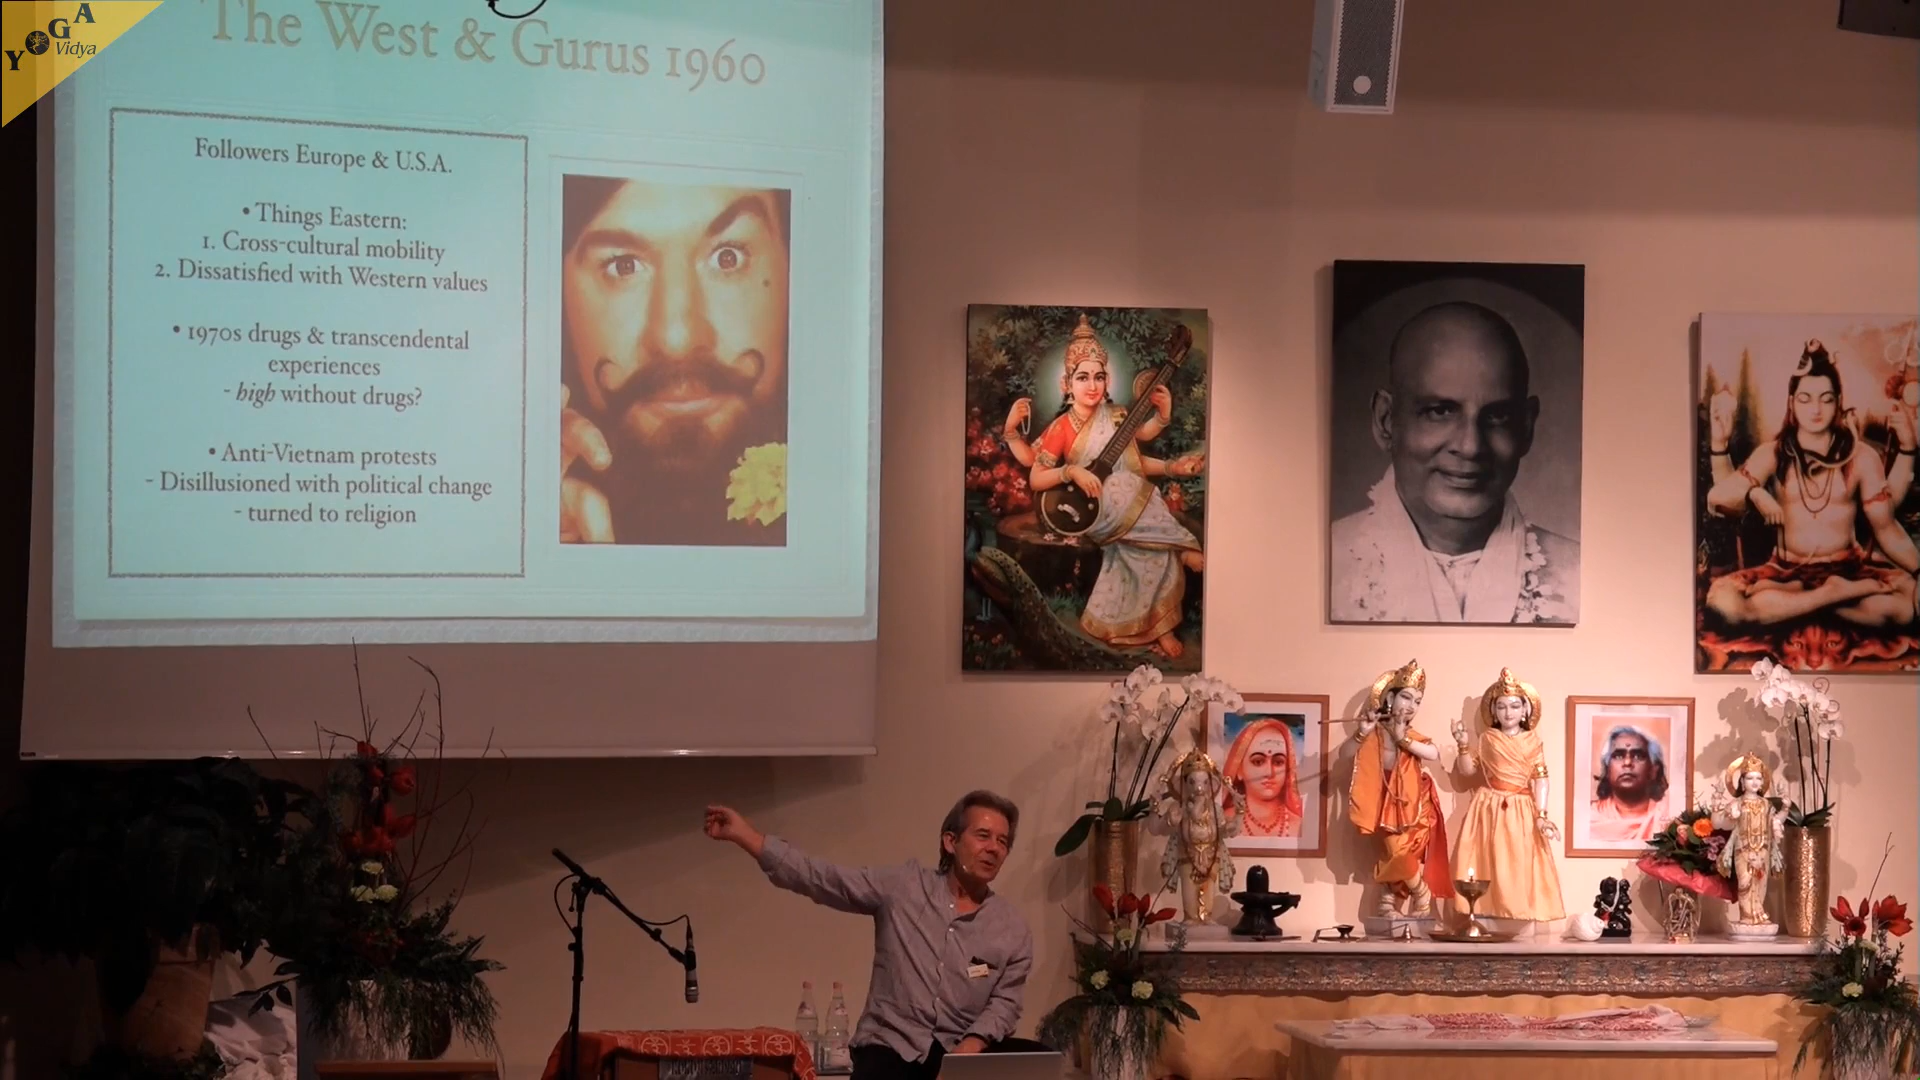 YOGA
Vidya
The West & Gurus 1960
Followers Europe & U.S.A.
• Things Eastern:
1. Cross-cultural mobility
2. Dissatisfied with Western values
• 1970s drugs & transcendental
experiences
- high without drugs?
• Anti-Vietnam protests
- Disillusioned with political change
- turned to religion